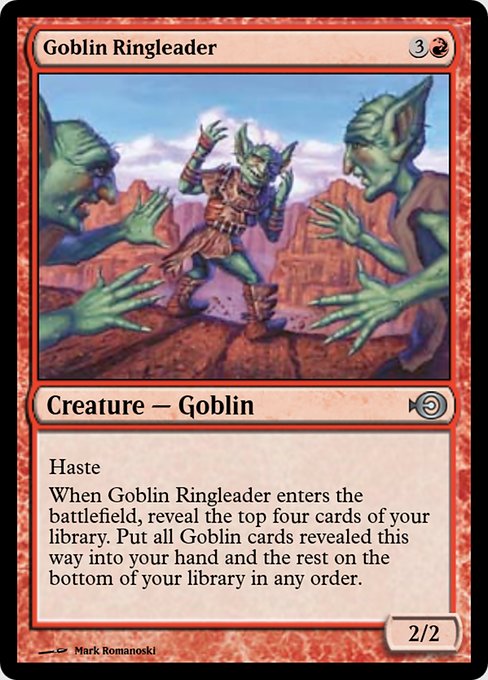 Goblin Ringleader 3
Creature — Goblin
Haste
When Goblin Ringleader enters the
battlefield, reveal the top four cards of your
library. Put all Goblin cards revealed this
way into your hand and the rest on the
bottom of your library in any order.
2/2
Mark Romanoski